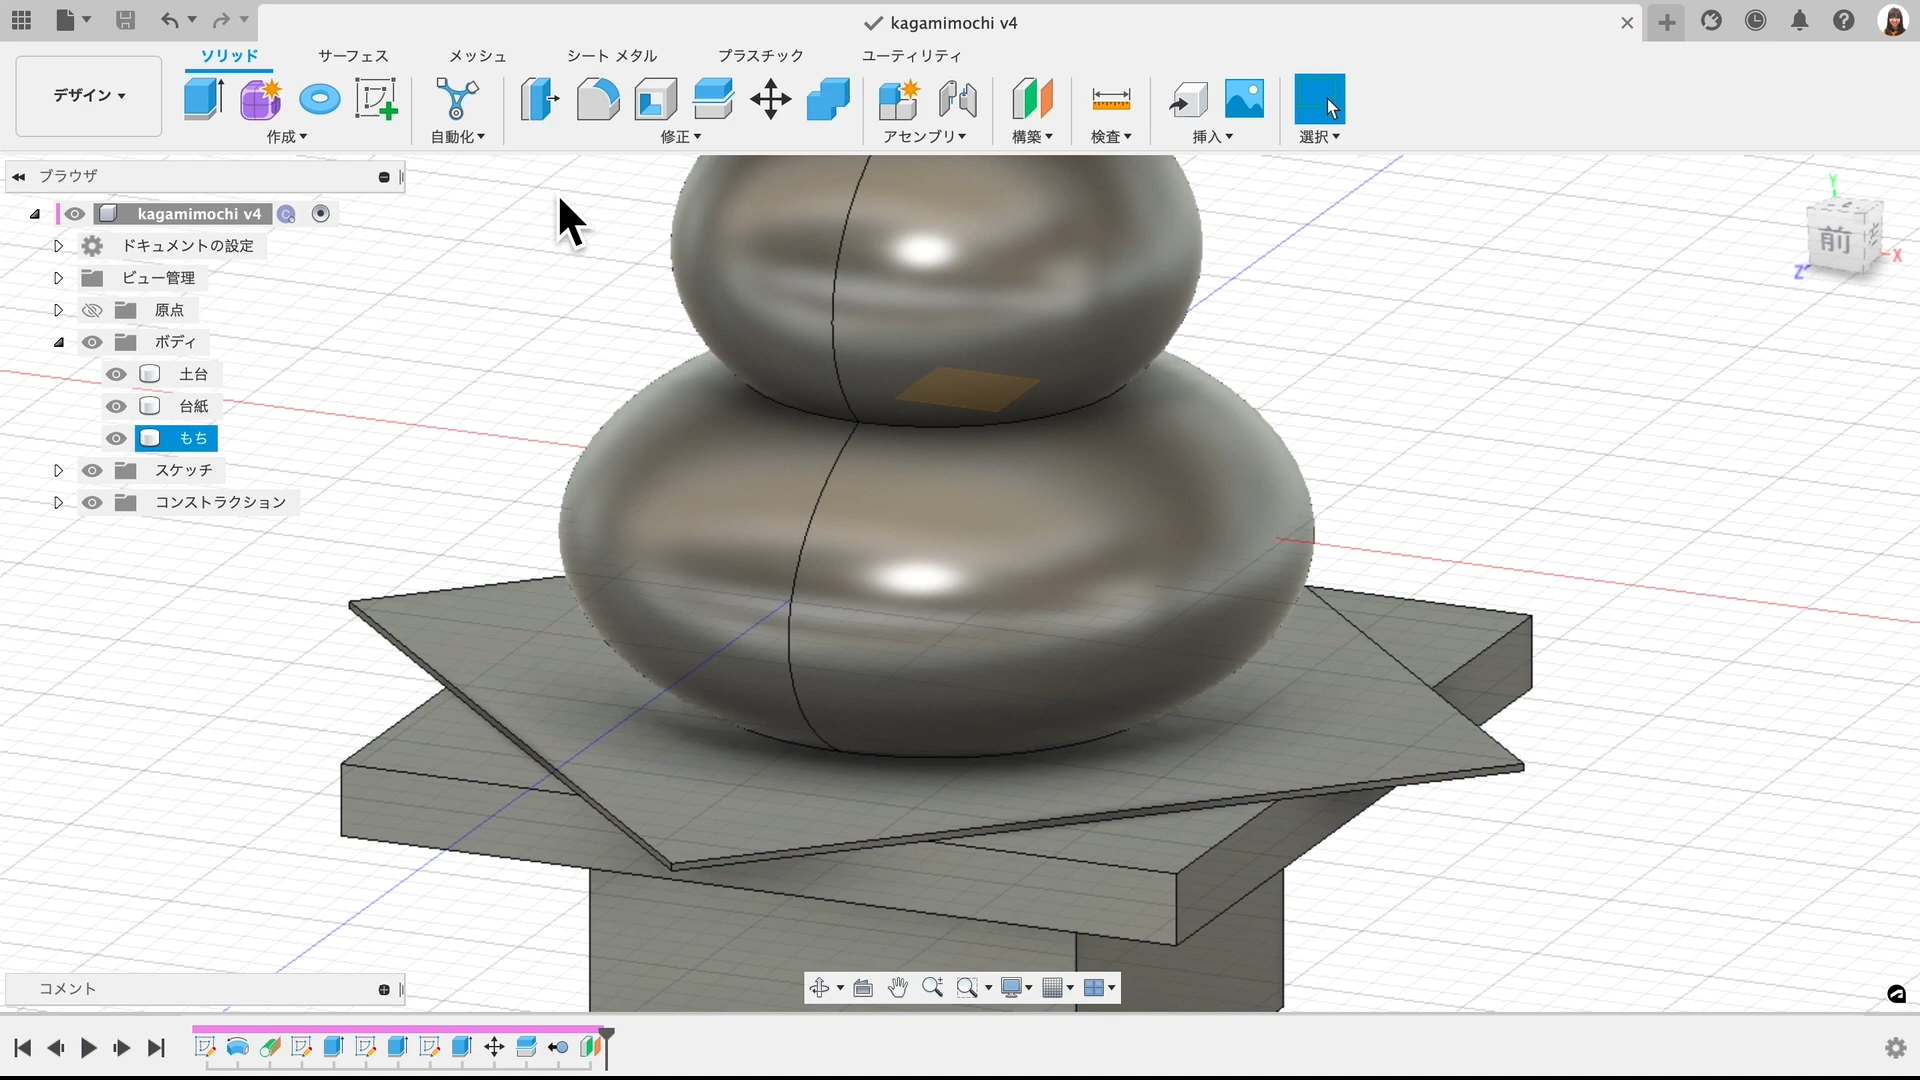 kagamimochi v4
ソリッド サーフェス メッシュ シート メタル プラスチック ユーティリティ
デザイン
作成 自動化 修正 アセンブリ 構築 検査 挿入 選択
ブラウザ
kagamimochi v4
ドキュメントの設定
ビュー管理
原点
ボディ
土台
台紙
もち
スケッチ
コンストラクション
Y
前
X
Z
コメント